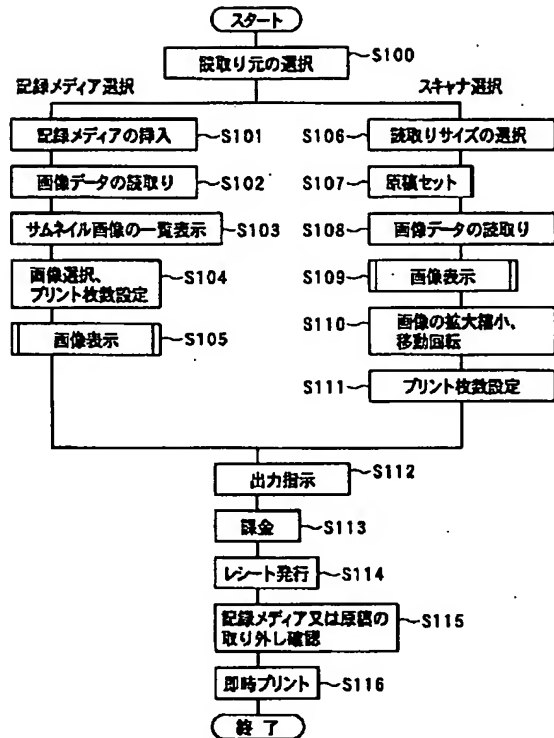 スタート
読取り元の選択
S100
記録メディア選択
スキャナ選択
記録メディアの挿入
S101
画像データの読取り
S102
サムネイル画像の一覧表示
S103
画像選択、
プリント枚数設定
S104
画像表示
S105
S106
読取りサイズの選択
S107
原稿セット
S108
画像データの読取り
S109
画像表示
S110
画像の拡大縮小、
移動回転
S111
プリント枚数設定
出力指示
S112
課金
S113
レシート発行
S114
記録メディア又は原稿の
取り外し確認
S115
即時プリント
S116
終了